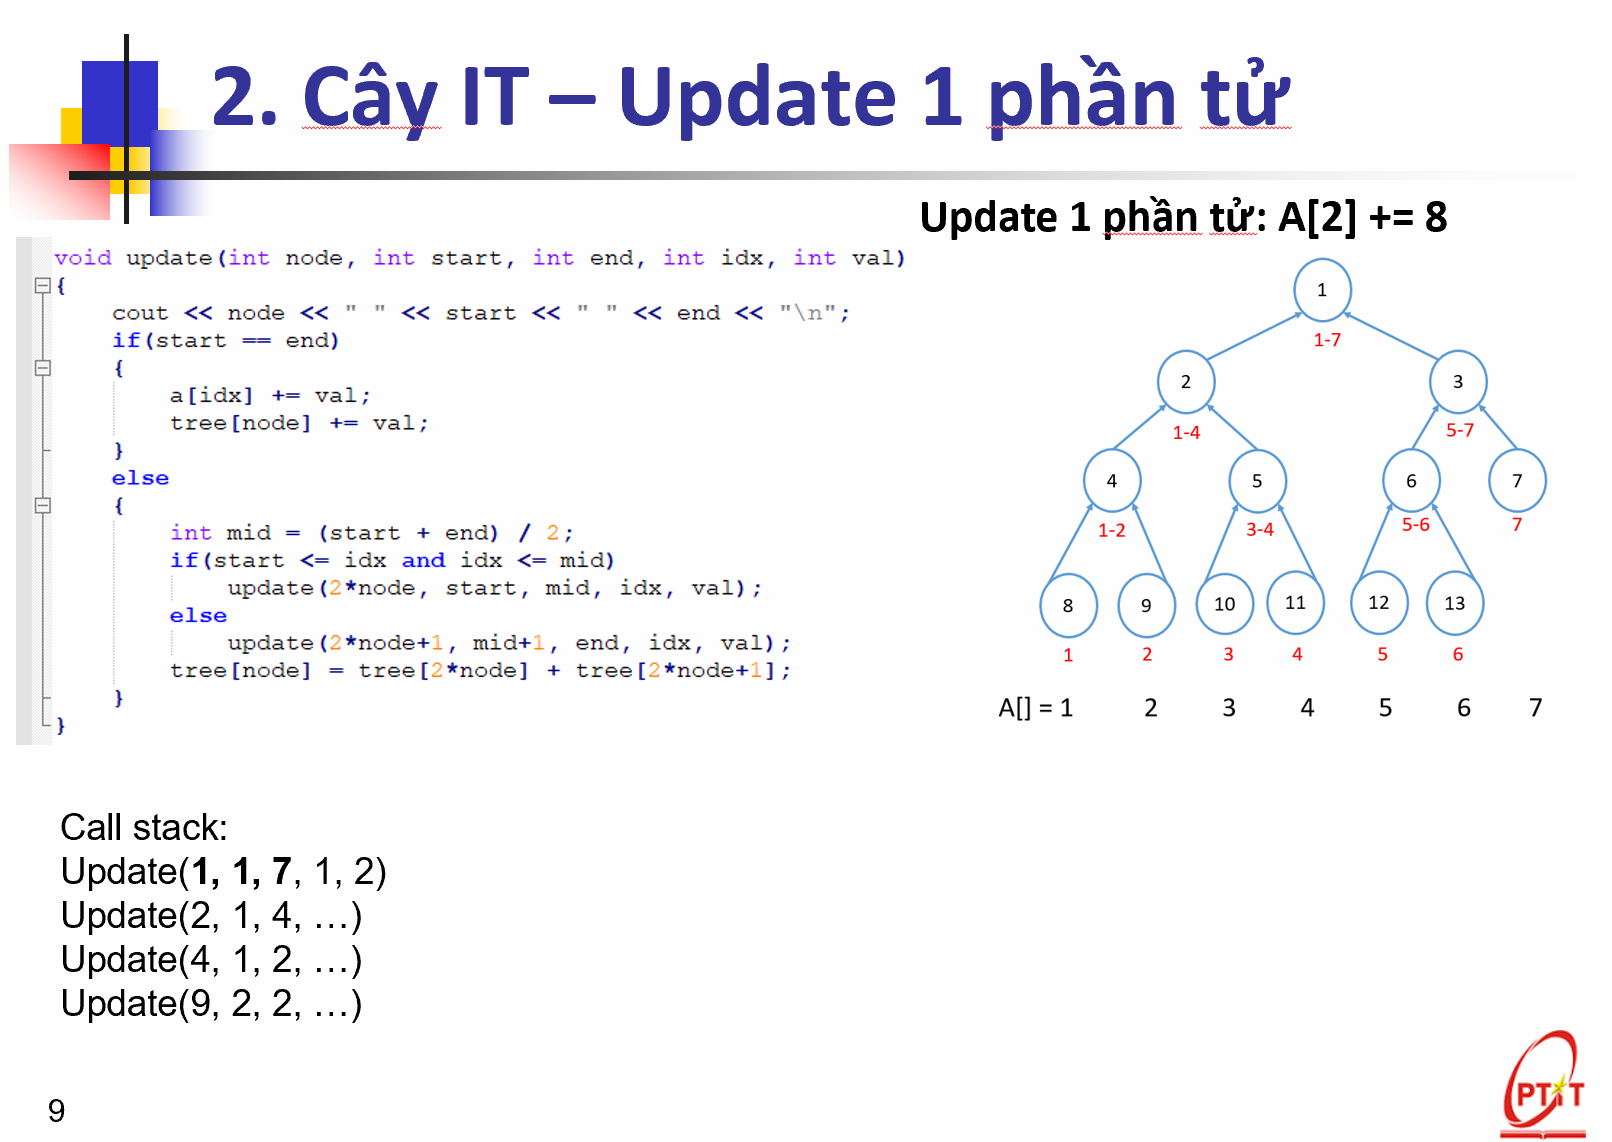 2. Cây IT – Update 1 phần tử
Update 1 phần tử: A[2] += 8
void update(int node, int start, int end, int idx, int val)
{
cout << node << " " << start << " " << end << "\n";
if(start == end)
{
a[idx] += val;
tree[node] += val;
}
else
{
int mid = (start + end) / 2;
if(start <= idx and idx <= mid)
update(2*node, start, mid, idx, val);
else
update(2*node+1, mid+1, end, idx, val);
tree[node] = tree[2*node] + tree[2*node+1];
}
}
1
1-7
2 3
1-4 5-7
4 5 6 7
1-2 3-4 5-6 7
8 9 10 11 12 13
1 2 3 4 5 6
A[] = 1 2 3 4 5 6 7
Call stack:
Update(1, 1, 7, 1, 2)
Update(2, 1, 4, …)
Update(4, 1, 2, …)
Update(9, 2, 2, …)
9
PTIT